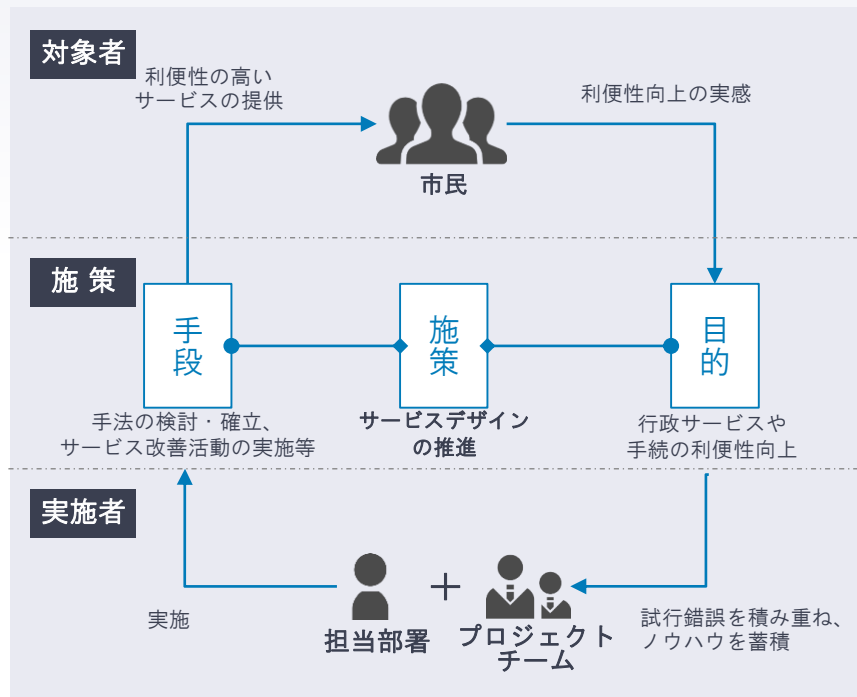 対象者
利便性の高い
サービスの提供
利便性向上の実感
市民
施策
手段
施策
目的
手法の検討・確立、
サービス改善活動の実施等
サービスデザイン
の推進
行政サービスや
手続の利便性向上
実施者
実施
担当部署
+
プロジェクト
チーム
試行錯誤を積み重ね、
ノウハウを蓄積